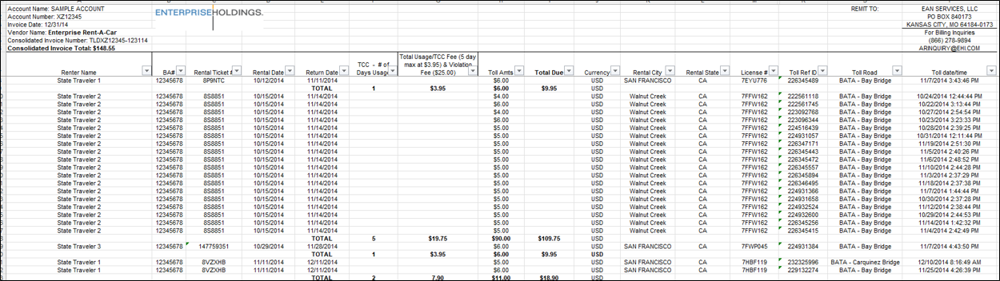 Account Name: SAMPLE ACCOUNT
Account Number: XZ12345
Invoice Date: 12/31/14
Vendor Name: Enterprise Rent-A-Car
Consolidated Invoice Number: TLDXZ12345-123114
Consolidated Invoice Total: $148.55
ENTERPRISEHOLDINGS.
REMIT TO: EAN SERVICES, LLC
PO BOX 840173
KANSAS CITY, MO 64184-0173
For Billing Inquiries
(866) 278-9894
ARINQUIRY@EHI.COM
Renter Name BA# Rental Ticket # Rental Date Return Date TCC - # of Days Usage Total Usage/TCC Fee (5 day max at $3.95) & Violation Fee ($25.00) Toll Amts Total Due Currency Rental City Rental State License # Toll Ref ID Toll Road Toll date/time
State Traveler 1 12345678 8P9NTC 10/12/2014 11/11/2014 $6.00 USD SAN FRANCISCO CA 7EYU776 226345489 BATA - Bay Bridge 11/7/2014 3:43:46 PM
TOTAL 1 $3.95 $6.00 $9.95 USD
State Traveler 2 12345678 8S8851 10/15/2014 11/14/2014 $4.00 USD Walnut Creek CA 7FFW162 222561118 BATA - Bay Bridge 10/24/2014 12:44:44 PM
State Traveler 2 12345678 8S8851 10/15/2014 11/14/2014 $6.00 USD Walnut Creek CA 7FFW162 222561745 BATA - Bay Bridge 10/22/2014 3:13:44 PM
State Traveler 2 12345678 8S8851 10/15/2014 11/14/2014 $4.00 USD Walnut Creek CA 7FFW162 223092768 BATA - Bay Bridge 10/27/2014 2:54:54 PM
State Traveler 2 12345678 8S8851 10/15/2014 11/14/2014 $6.00 USD Walnut Creek CA 7FFW162 223096344 BATA - Bay Bridge 10/23/2014 3:23:33 PM
State Traveler 2 12345678 8S8851 10/15/2014 11/14/2014 $5.00 USD Walnut Creek CA 7FFW162 224516439 BATA - Bay Bridge 10/28/2014 2:39:25 PM
State Traveler 2 12345678 8S8851 10/15/2014 11/14/2014 $5.00 USD Walnut Creek CA 7FFW162 224931057 BATA - Bay Bridge 10/31/2014 12:11:44 PM
State Traveler 2 12345678 8S8851 10/15/2014 11/14/2014 $5.00 USD Walnut Creek CA 7FFW162 226347171 BATA - Bay Bridge 11/19/2014 2:51:30 PM
State Traveler 2 12345678 8S8851 10/15/2014 11/14/2014 $5.00 USD Walnut Creek CA 7FFW162 226345443 BATA - Bay Bridge 11/5/2014 2:40:26 PM
State Traveler 2 12345678 8S8851 10/15/2014 11/14/2014 $5.00 USD Walnut Creek CA 7FFW162 226345472 BATA - Bay Bridge 11/6/2014 2:48:52 PM
State Traveler 2 12345678 8S8851 10/15/2014 11/14/2014 $5.00 USD Walnut Creek CA 7FFW162 226345557 BATA - Bay Bridge 11/10/2014 2:44:28 PM
State Traveler 2 12345678 8S8851 10/15/2014 11/14/2014 $5.00 USD Walnut Creek CA 7FFW162 226345894 BATA - Bay Bridge 11/3/2014 2:37:29 PM
State Traveler 2 12345678 8S8851 10/15/2014 11/14/2014 $5.00 USD Walnut Creek CA 7FFW162 226346495 BATA - Bay Bridge 11/18/2014 2:37:38 PM
State Traveler 2 12345678 8S8851 10/15/2014 11/14/2014 $5.00 USD Walnut Creek CA 7FFW162 224931366 BATA - Bay Bridge 11/7/2014 1:44:44 PM
State Traveler 2 12345678 8S8851 10/15/2014 11/14/2014 $5.00 USD Walnut Creek CA 7FFW162 224931658 BATA - Bay Bridge 10/30/2014 2:37:28 PM
State Traveler 2 12345678 8S8851 10/15/2014 11/14/2014 $5.00 USD Walnut Creek CA 7FFW162 224932524 BATA - Bay Bridge 11/12/2014 2:38:44 PM
State Traveler 2 12345678 8S8851 10/15/2014 11/14/2014 $5.00 USD Walnut Creek CA 7FFW162 224932600 BATA - Bay Bridge 10/29/2014 2:44:53 PM
State Traveler 2 12345678 8S8851 10/15/2014 11/14/2014 $5.00 USD Walnut Creek CA 7FFW162 226345256 BATA - Bay Bridge 11/14/2014 1:42:32 PM
State Traveler 2 12345678 8S8851 10/15/2014 11/14/2014 $5.00 USD Walnut Creek CA 7FFW162 226345415 BATA - Bay Bridge 11/4/2014 2:42:49 PM
TOTAL 5 $19.75 $90.00 $109.75 USD
State Traveler 3 12345678 147759351 10/29/2014 11/28/2014 $6.00 USD SAN FRANCISCO CA 7FWP045 224931384 BATA - Bay Bridge 11/7/2014 4:43:50 PM
TOTAL 1 $3.95 $6.00 $9.95 USD
State Traveler 1 12345678 8VZXHB 11/11/2014 12/11/2014 $5.00 USD SAN FRANCISCO CA 7HBF119 232325996 BATA - Carquinez Bridge 12/10/2014 8:16:49 AM
State Traveler 1 12345678 8VZXHB 11/11/2014 12/11/2014 $6.00 USD SAN FRANCISCO CA 7HBF119 229132274 BATA - Bay Bridge 11/25/2014 4:26:39 PM
TOTAL 2 7.90 $11.00 $18.90 USD